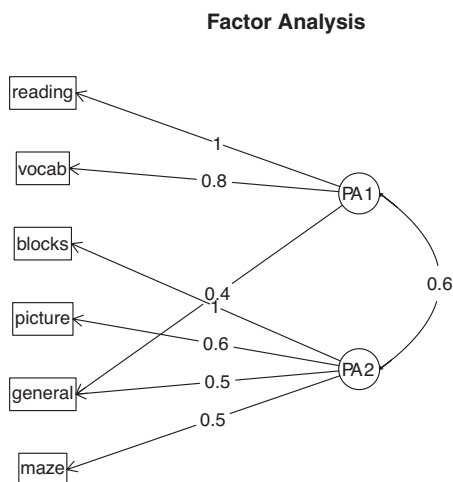 Factor Analysis
reading
1
vocab
0.8
PA1
blocks
0.4
1
0.6
picture
0.6
general
0.5
PA2
0.5
maze